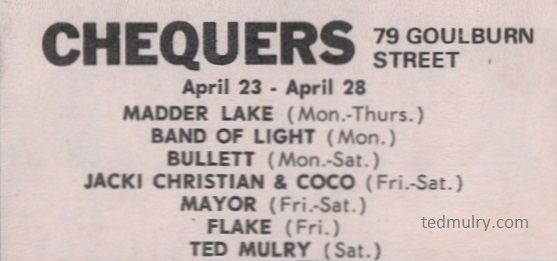 CHEQUERS 79 GOULBURN
STREET
April 23 - April 28
MADDER LAKE (Mon.-Thurs.)
BAND OF LIGHT (Mon.)
BULLETT (Mon.-Sat.)
JACKI CHRISTIAN & COCO (Fri.-Sat.)
MAYOR (Fri.-Sat.)
FLAKE (Fri.)
TED MULRY (Sat.)
tedmulry.com